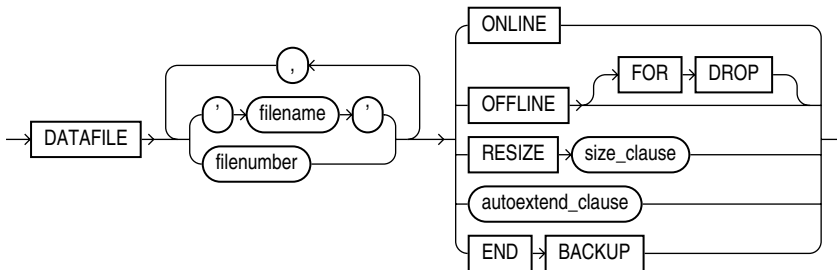 ONLINE
,
FOR DROP
' filename '
OFFLINE
DATAFILE
filenumber
RESIZE size_clause
autoextend_clause
END BACKUP